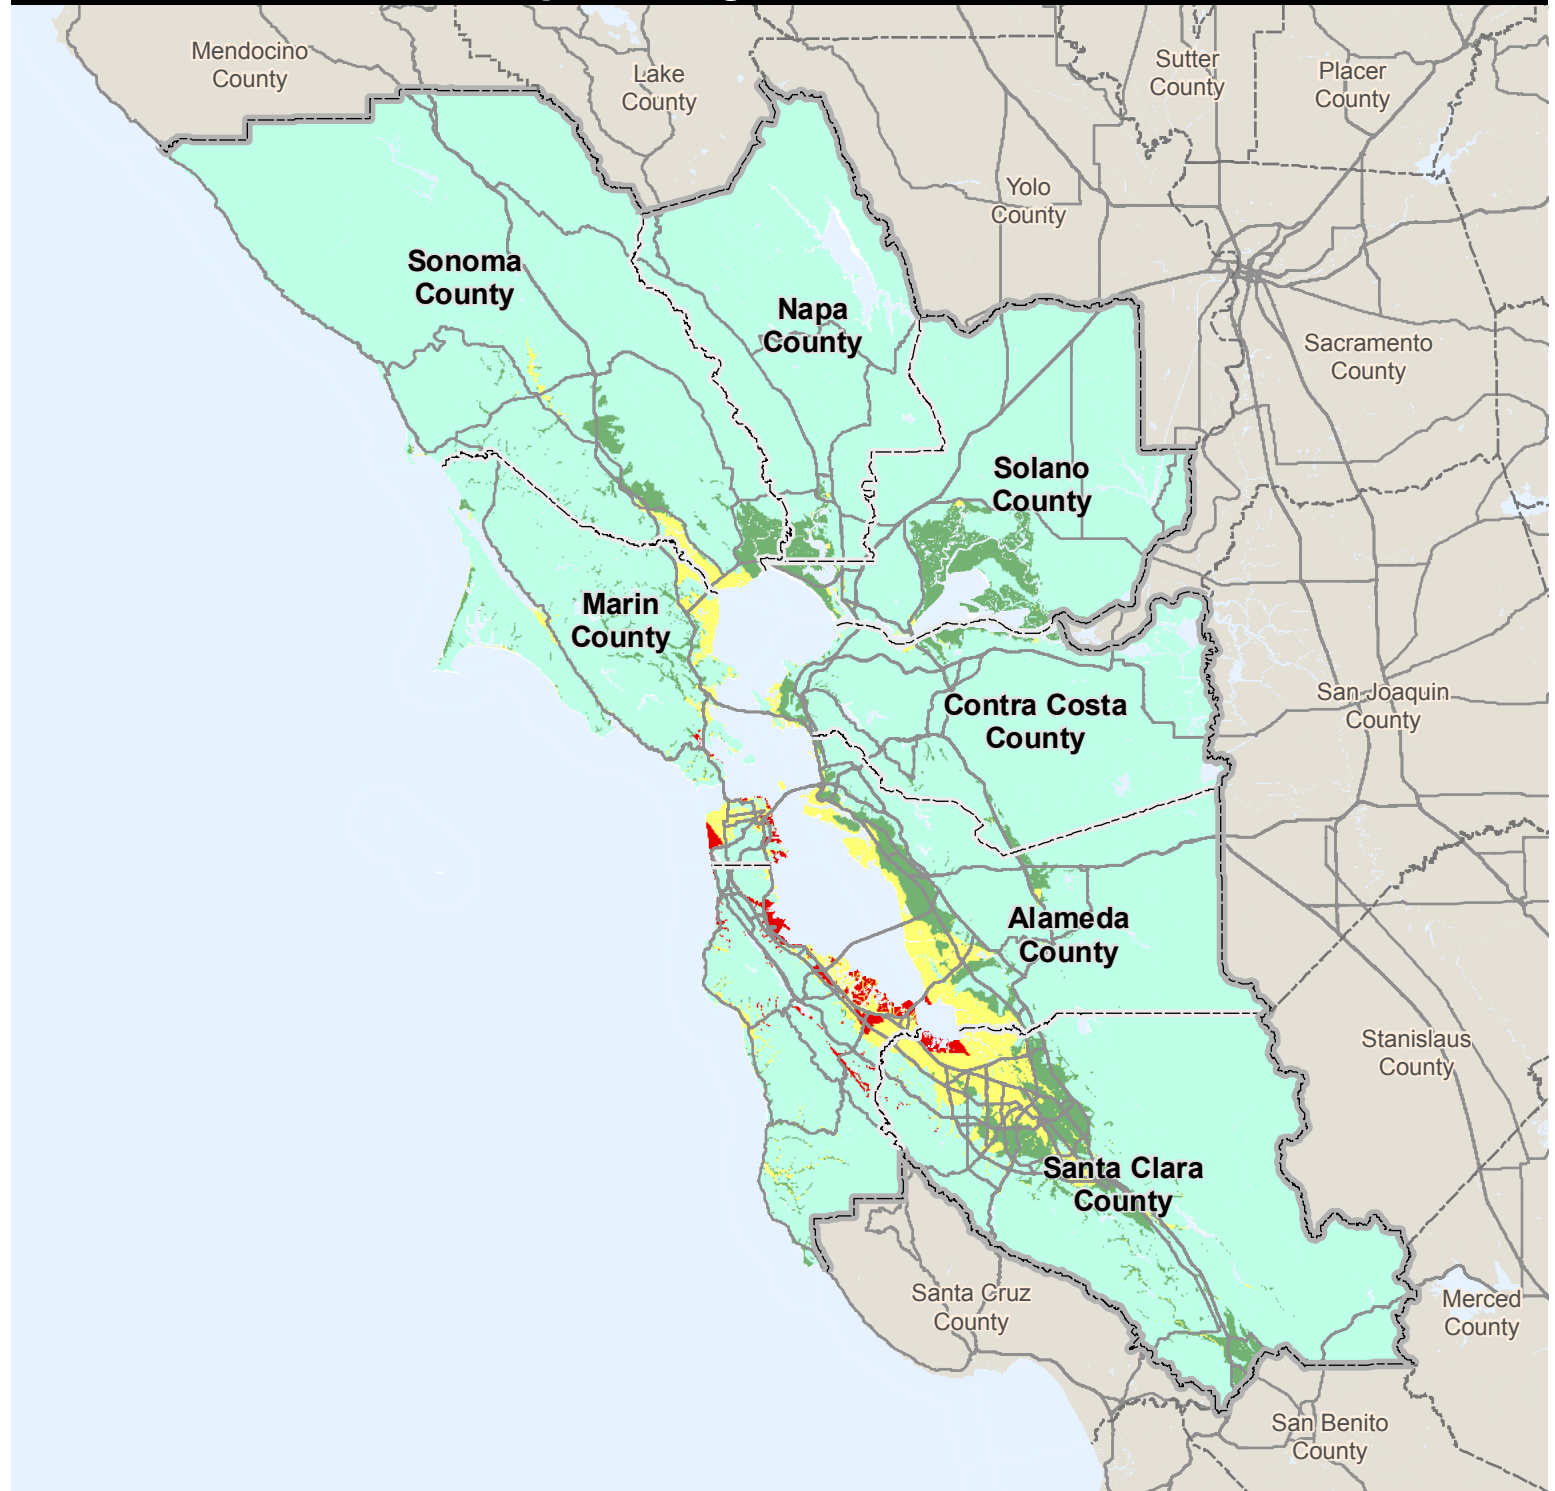 Mendocino
County
Lake
County
Sutter
County
Placer
County
Yolo
County
Sonoma
County
Napa
County
Sacramento
County
Solano
County
Marin
County
Contra Costa
County
San Joaquin
County
Alameda
County
Stanislaus
County
Santa Clara
County
Santa Cruz
County
Merced
County
San Benito
County